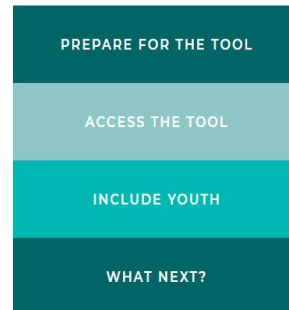 PREPARE FOR THE TOOL
ACCESS THE TOOL
INCLUDE YOUTH
WHAT NEXT?